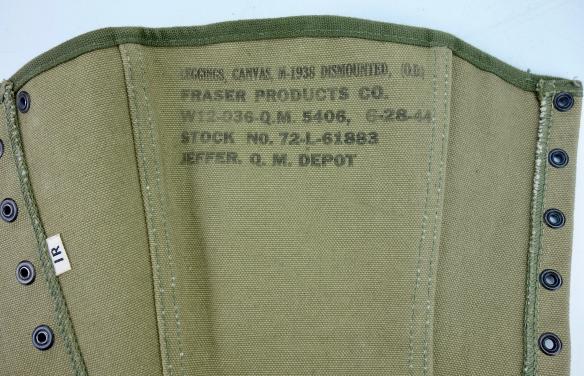 LEGGINGS, CANVAS, M-1938 DISMOUNTED, (O.D.)
FRASER PRODUCTS CO.
W12-036-Q.M. 5406, 6-28-44
STOCK No. 72-L-61883
JEFFER. Q. M. DEPOT
1R